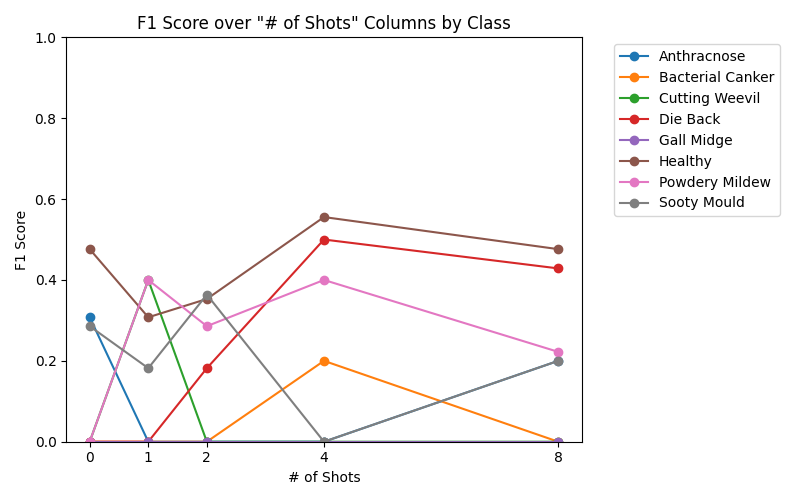 F1 Score over "# of Shots" Columns by Class
F1 Score
1.0
0.8
0.6
0.4
0.2
0.0
0 1 2 4 8
# of Shots
Anthracnose
Bacterial Canker
Cutting Weevil
Die Back
Gall Midge
Healthy
Powdery Mildew
Sooty Mould